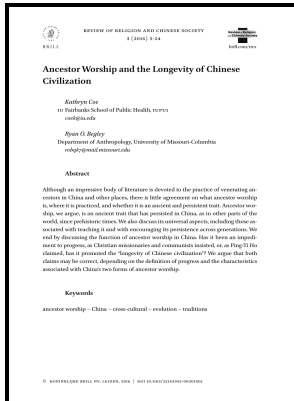 REVIEW OF RELIGION AND CHINESE SOCIETY
3 (2016) 3-24
BRILL
brill.com/rrcs
Ancestor Worship and the Longevity of Chinese
Civilization
Kathryn Coe
IU Fairbanks School of Public Health, IUPUI
coek@iu.edu
Ryan O. Begley
Department of Anthropology, University of Missouri-Columbia
Abstract
Although an impressive body of literature is devoted to the practice of venerating an-
cestors in China and other places, there is little agreement on what ancestor worship
is, where it is practiced, and whether it is an ancient and persistent trait. Ancestor wor-
ship, we argue, is an ancient trait that has persisted in China, as in other parts of the
world, since prehistoric times. We also discuss its universal aspects, including those as-
sociated with teaching it and with encouraging its persistence across generations. We
end by discussing the function of ancestor worship in China. Has it been an impedi-
ment to progress, as Christian missionaries and communists insisted, or, as Ping-Ti Ho
claimed, has it promoted the "longevity of Chinese civilization"? We argue that both
claims may be correct, depending on the definition of progress and the characteristics
associated with China's two forms of ancestor worship.
Keywords
ancestor worship – China – cross-cultural – evolution – traditions
© KONINKLIJKE BRILL NV, LEIDEN, 2016 | DOI